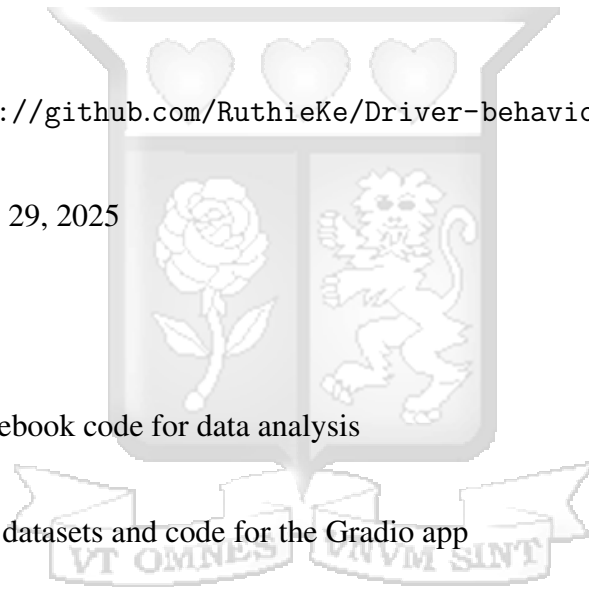 ://github.com/RuthieKe/Driver-behavio
29, 2025
ebook code for data analysis
datasets and code for the Gradio app
VT OMNES VNVM SINT